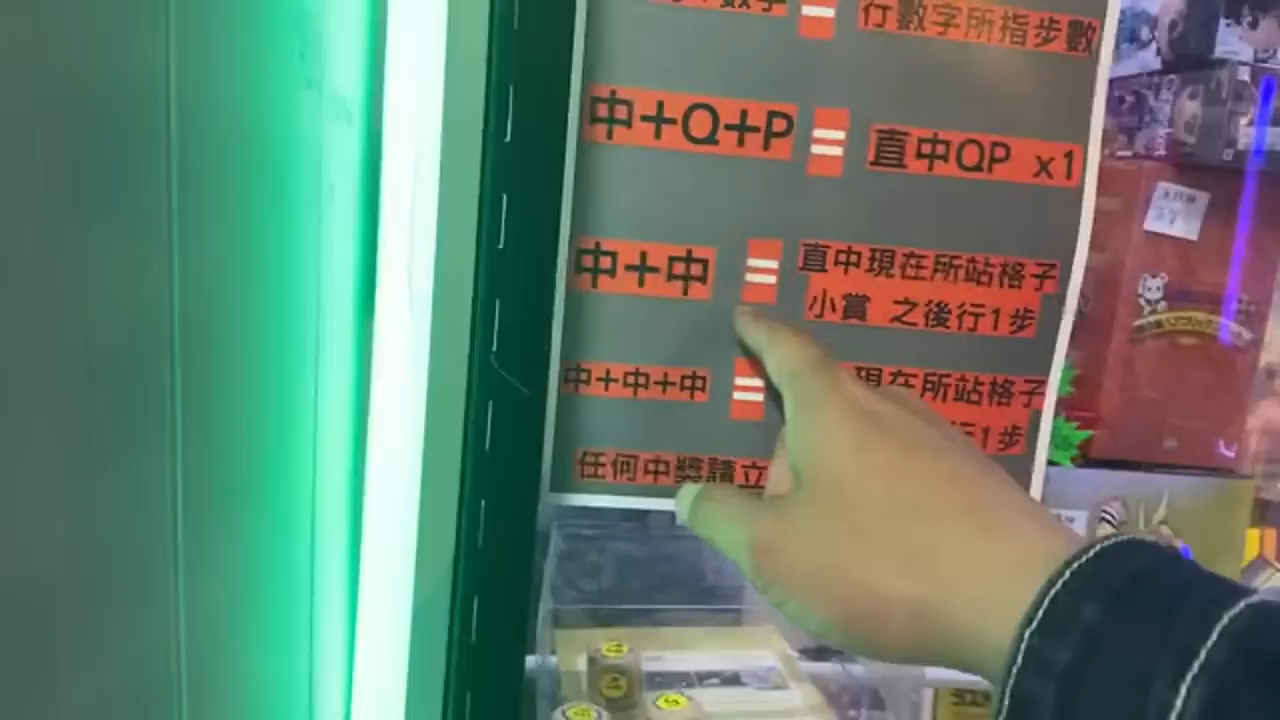 數字 = 行數字所指步數
中+Q+P = 直中QP x1
中+中 = 直中現在所站格子
小賞 之後行1步
中+中+中 = 現在所站格子
行1步
任何中獎請立